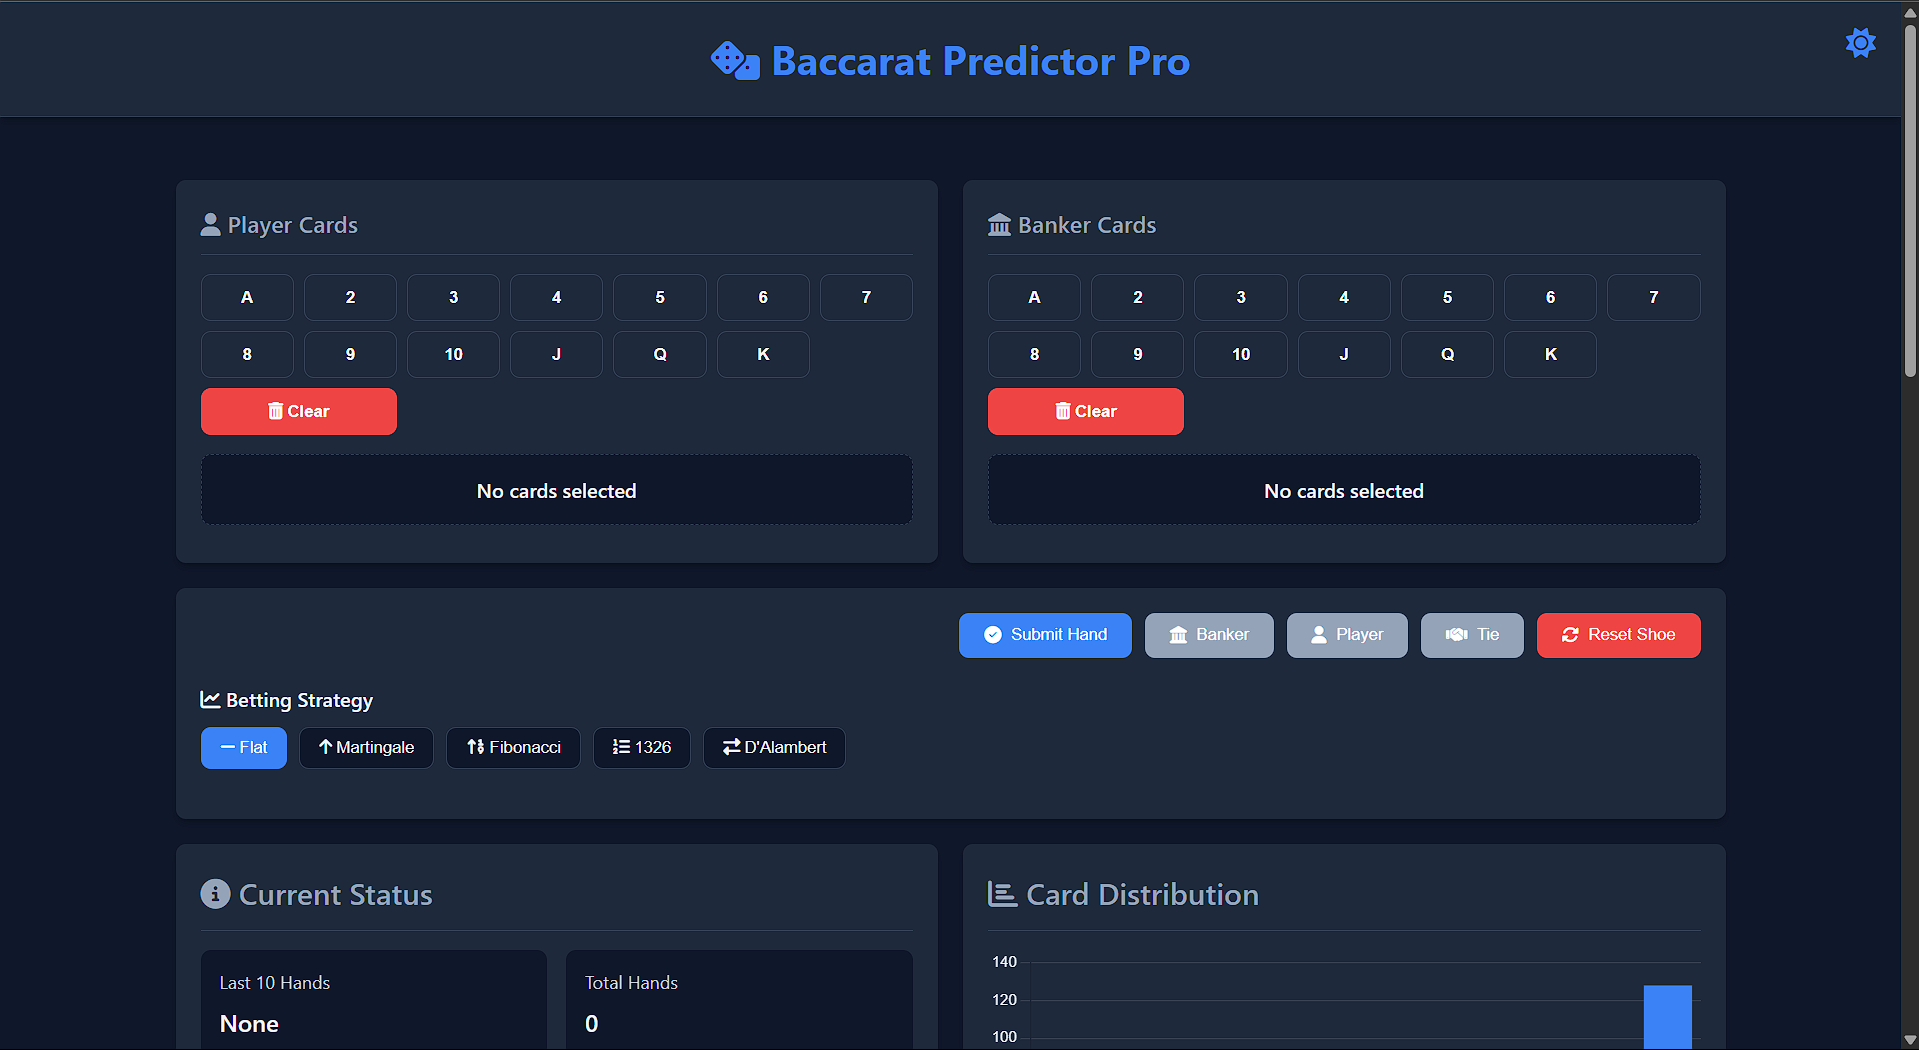 Baccarat Predictor Pro
Player Cards
A 2 3 4 5 6 7
8 9 10 J Q K
Clear
No cards selected
Banker Cards
A 2 3 4 5 6 7
8 9 10 J Q K
Clear
No cards selected
Submit Hand Banker Player Tie Reset Shoe
Betting Strategy
Flat Martingale Fibonacci 1326 D'Alambert
Current Status
Last 10 Hands
None
Total Hands
0
Card Distribution
140
120
100